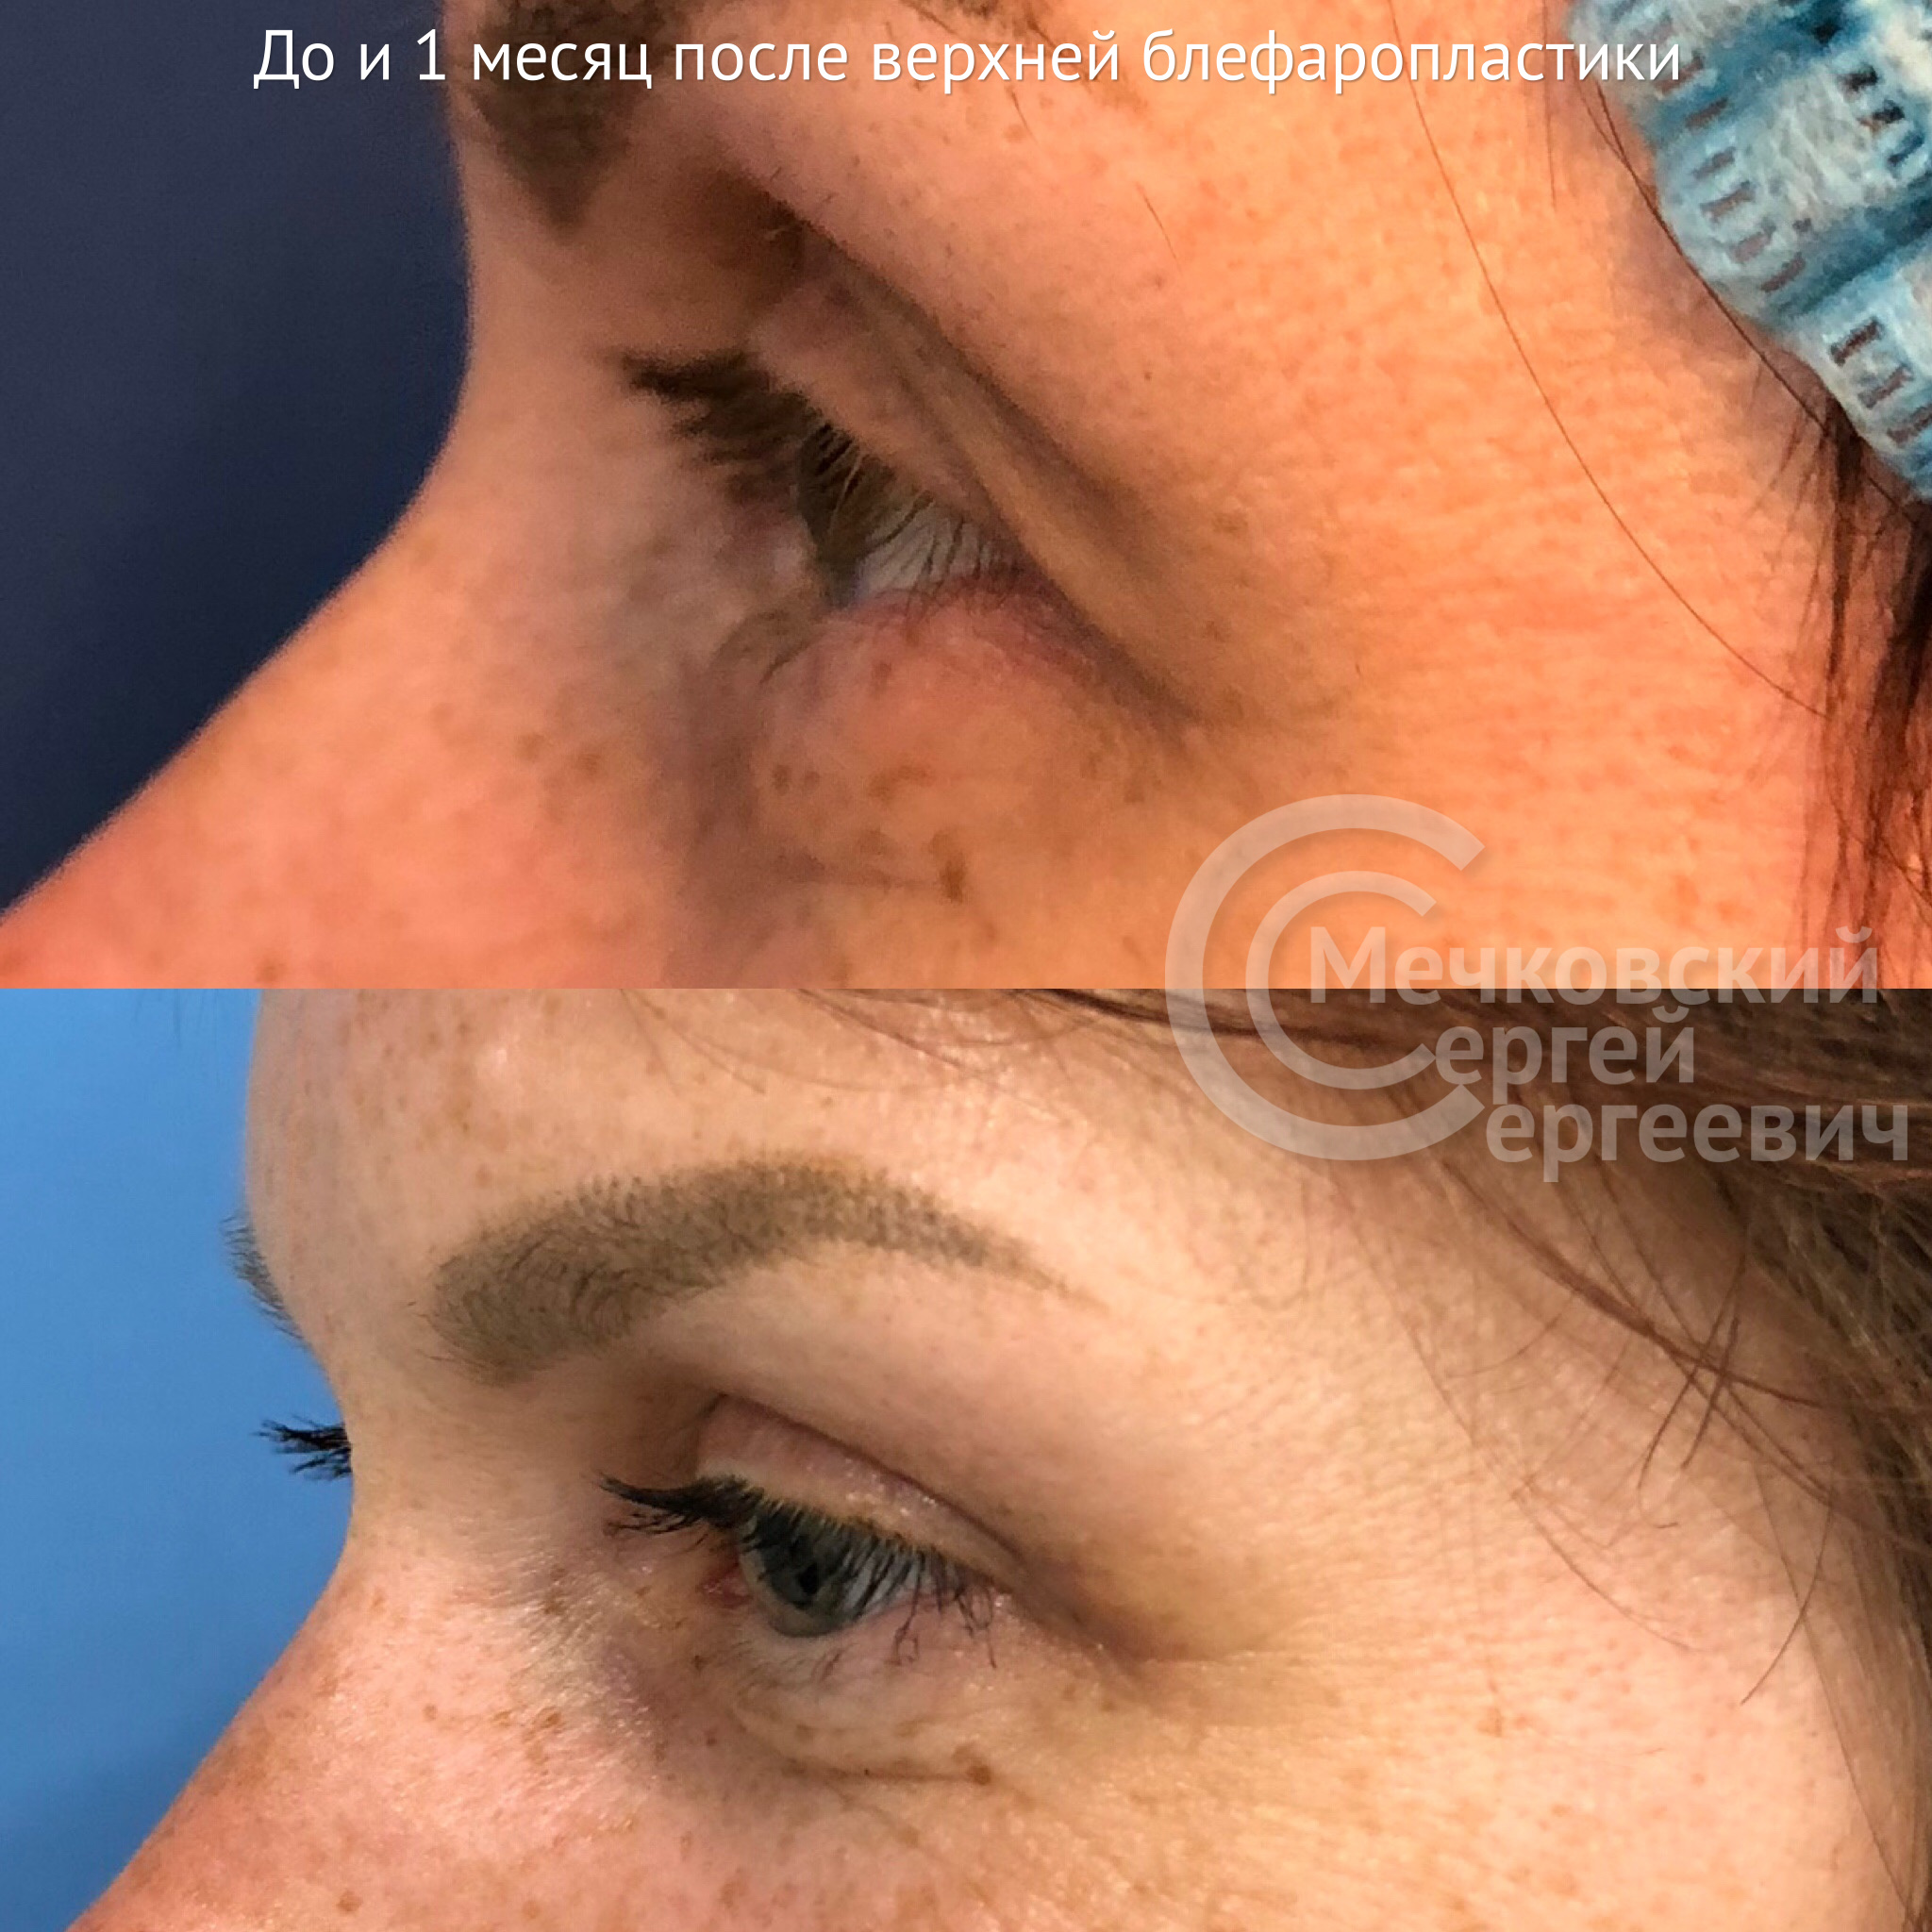 До и 1 месяц после верхней блефаропластики
Мечковский
Сергей
Сергеевич